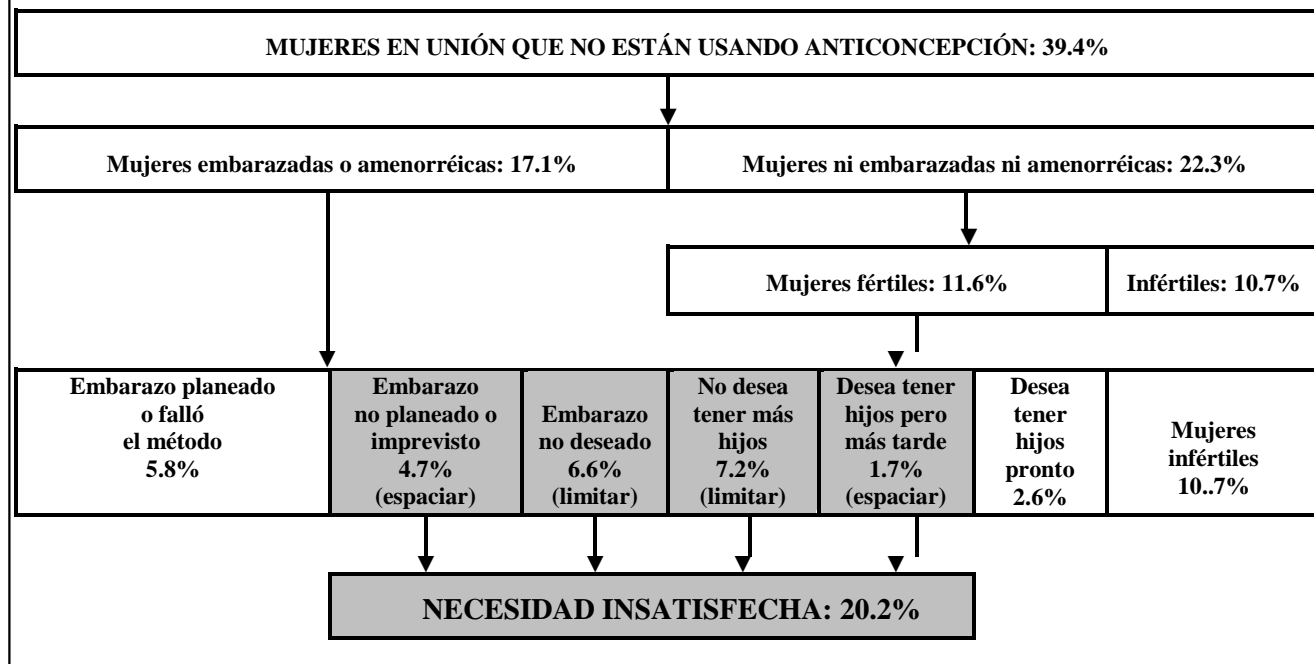 MUJERES EN UNIÓN QUE NO ESTÁN USANDO ANTICONCEPCIÓN: 39.4%
Mujeres embarazadas o amenorréicas: 17.1%
Mujeres ni embarazadas ni amenorréicas: 22.3%
Mujeres fértiles: 11.6%
Infértiles: 10.7%
Embarazo planeado
o falló
el método
5.8%
Embarazo
no planeado o
imprevisto
4.7%
(espaciar)
Embarazo
no deseado
6.6%
(limitar)
No desea
tener más
hijos
7.2%
(limitar)
Desea tener
hijos pero
más tarde
1.7%
(espaciar)
Desea
tener
hijos
pronto
2.6%
Mujeres
infértiles
10..7%
NECESIDAD INSATISFECHA: 20.2%